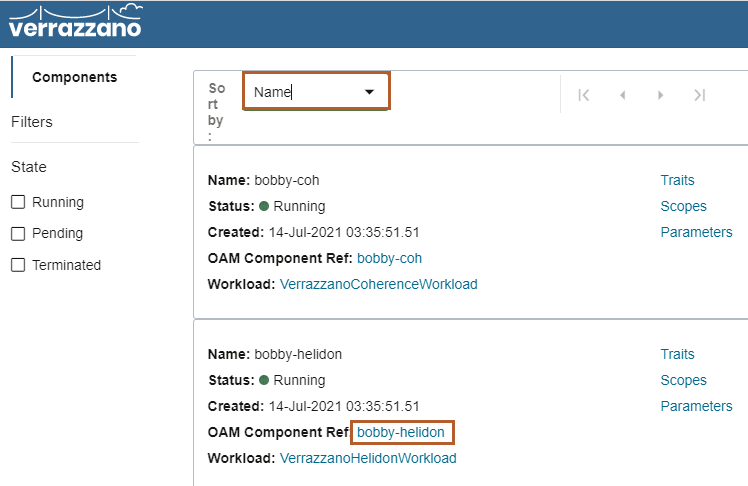 verrazzano
Components
Filters
State
Running
Pending
Terminated
So
rt
by
:
Name
Name: bobby-coh
Traits
Status: Running
Scopes
Created: 14-Jul-2021 03:35:51.51
Parameters
OAM Component Ref: bobby-coh
Workload: VerrazzanoCoherenceWorkload
Name: bobby-helidon
Traits
Status: Running
Scopes
Created: 14-Jul-2021 03:35:51.51
Parameters
OAM Component Ref: bobby-helidon
Workload: VerrazzanoHelidonWorkload